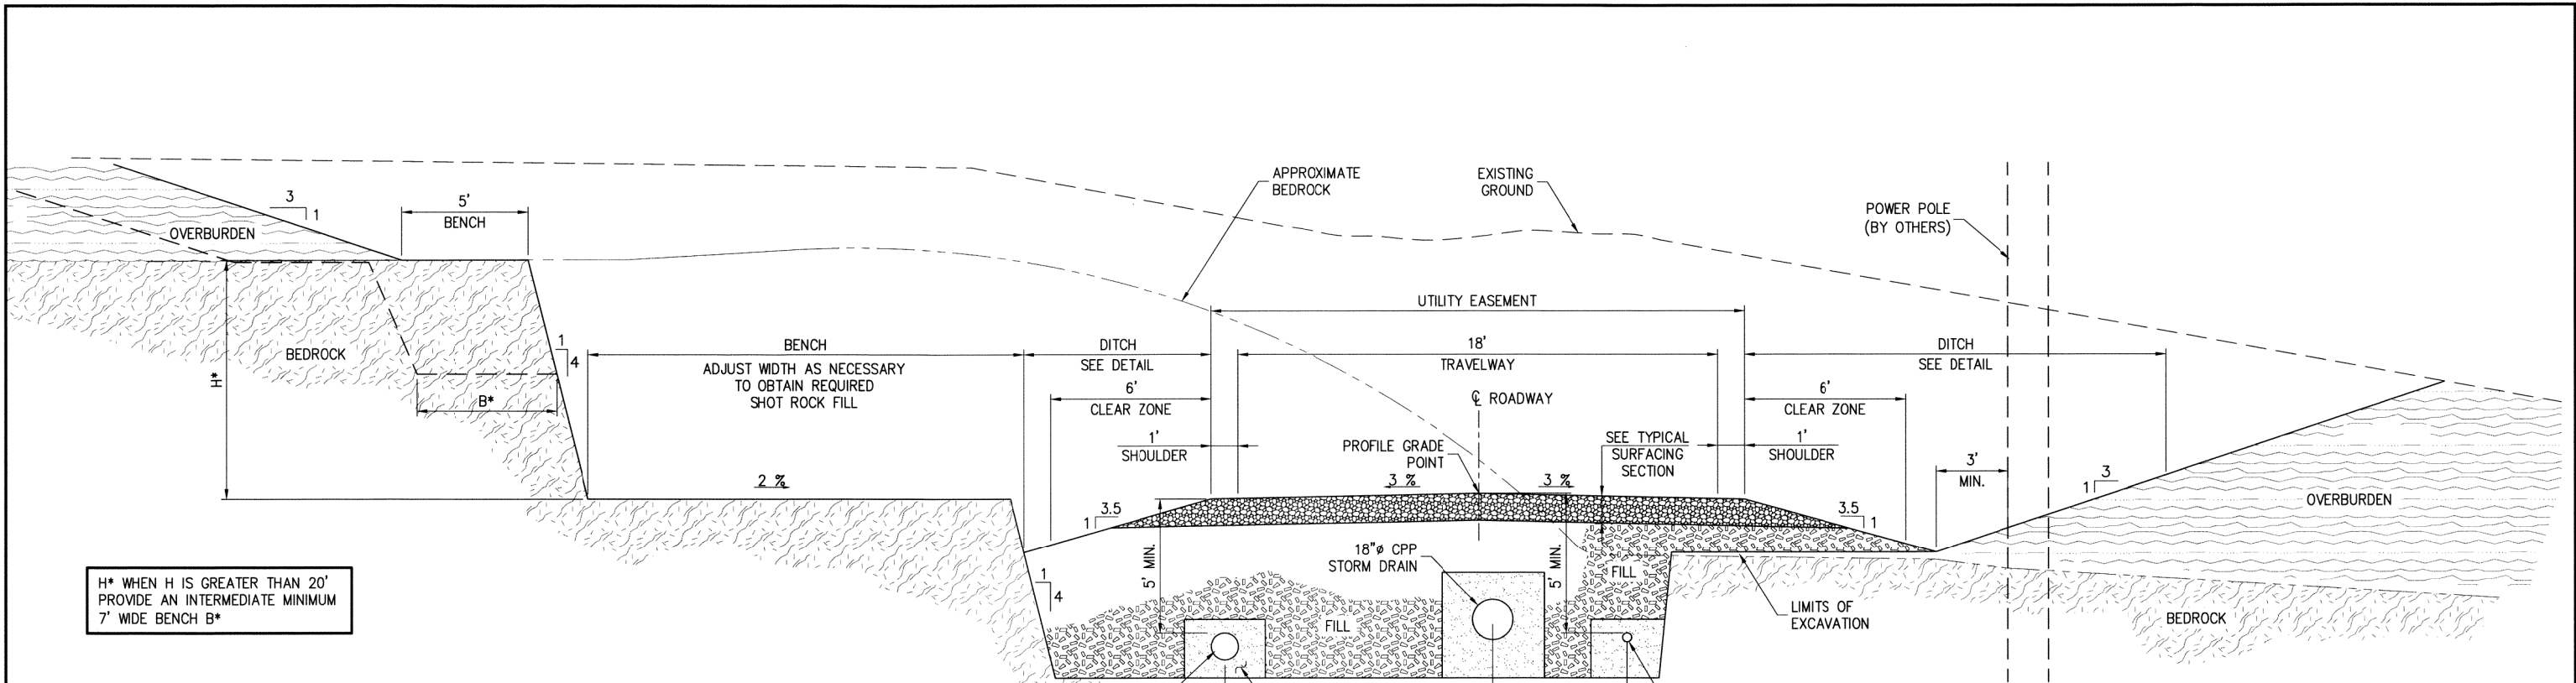 APPROXIMATE
BEDROCK
EXISTING
GROUND
POWER POLE
(BY OTHERS)
3
1
5'
BENCH
OVERBURDEN
UTILITY EASEMENT
BEDROCK
H*
B*
1
4
BENCH
ADJUST WIDTH AS NECESSARY
TO OBTAIN REQUIRED
SHOT ROCK FILL
DITCH
SEE DETAIL
18'
TRAVELWAY
DITCH
SEE DETAIL
6'
CLEAR ZONE
℄ ROADWAY
6'
CLEAR ZONE
1'
SHOULDER
PROFILE GRADE
POINT
SEE TYPICAL
SURFACING
SECTION
1'
SHOULDER
3'
MIN.
2 %
3 %
3 %
3
1
OVERBURDEN
3.5
1
3.5
1
5' MIN.
18"ø CPP
STORM DRAIN
5' MIN.
FILL
1
4
FILL
LIMITS OF
EXCAVATION
BEDROCK
H* WHEN H IS GREATER THAN 20'
PROVIDE AN INTERMEDIATE MINIMUM
7' WIDE BENCH B*